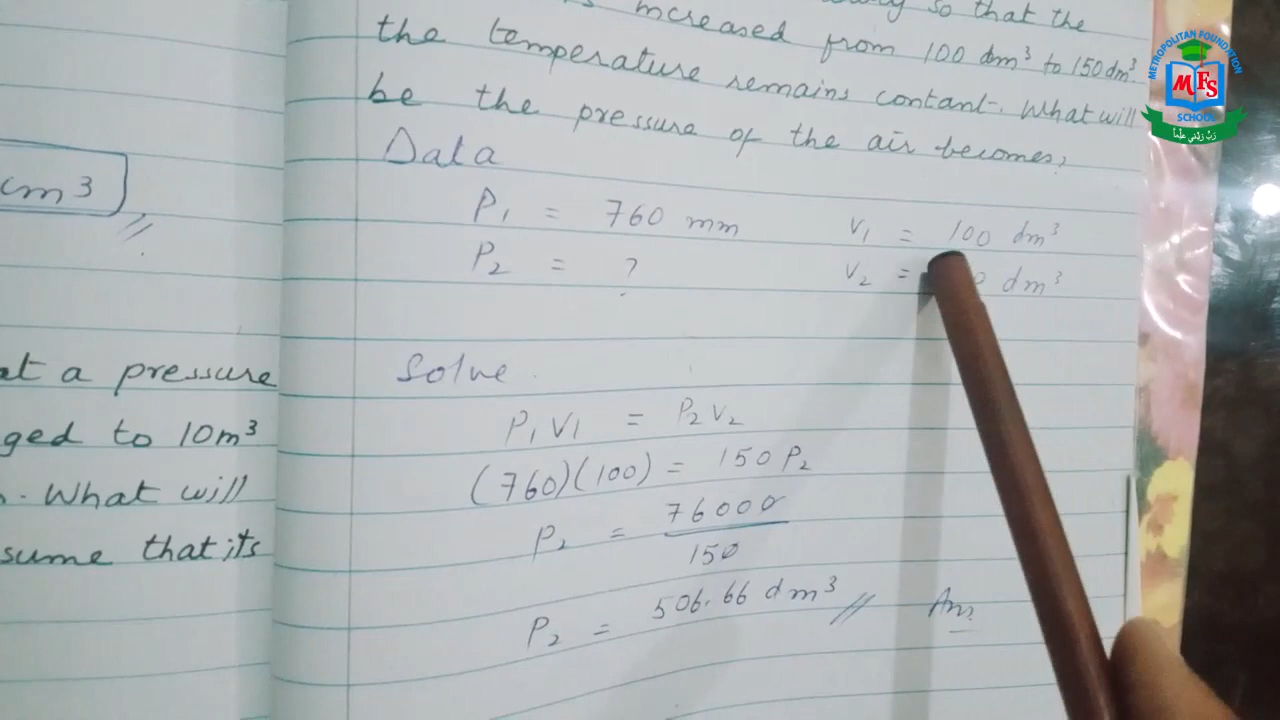 increased from 100 dm³ to 150 dm³
so that the
the temperature remains contant. What will
be the pressure of the air becomes,
Data
P₁ = 760 mm V₁ = 100 dm³
P₂ = ? V₂ = dm³
Solve
P₁V₁ = P₂V₂
(760)(100) = 150 P₂
P₂ = 76000
150
P₂ = 506.66 dm³ // Ans
cm³
at a pressure
ged to 10m³
. What will
sume that its
METROPOLITAN FOUNDATION
MFS
SCHOOL
رَبِّ زِدْنِي عِلْمًا